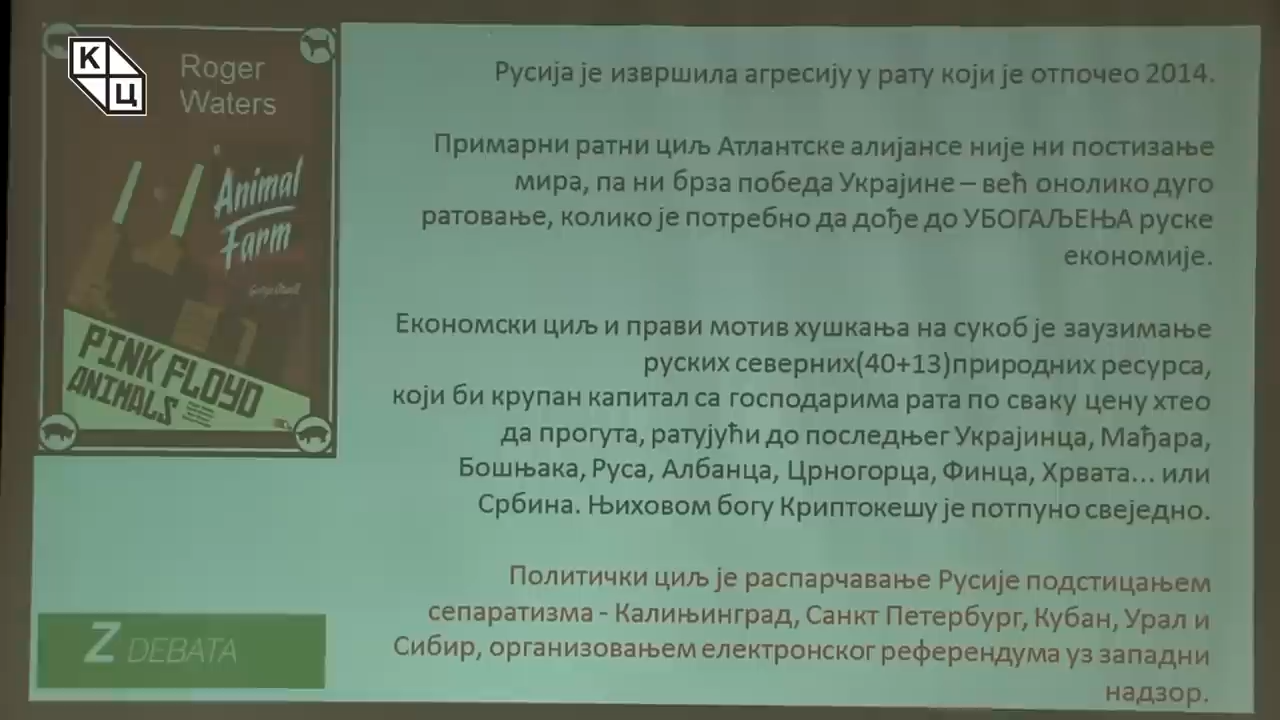 К
Ц
Roger
Waters
Animal
Farm
PINK FLOYD
ANIMALS
Z DEBATA
Русија је извршила агресију у рату који је отпочео 2014.
Примарни ратни циљ Атлантске алијансе није ни постизање
мира, па ни брза победа Украјине – већ онолико дуго
ратовање, колико је потребно да дође до УБОГАЉЕЊА руске
економије.
Економски циљ и прави мотив хушкања на сукоб је заузимање
руских северних(40+13)природних ресурса,
који би крупан капитал са господарима рата по сваку цену хтео
да прогута, ратујући до последњег Украјинца, Мађара,
Бошњака, Руса, Албанца, Црногорца, Финца, Хрвата... или
Србина. Њиховом богу Криптокешу је потпуно свеједно.
Политички циљ је распарчавање Русије подстицањем
сепаратизма - Калињинград, Санкт Петербург, Кубан, Урал и
Сибир, организовањем електронског референдума уз западни
надзор.